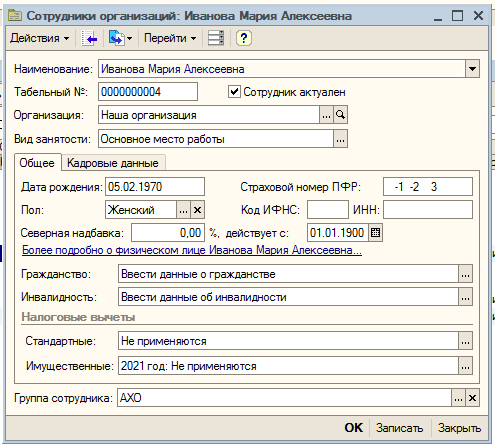 Сотрудники организаций: Иванова Мария Алексеевна
Действия Перейти ?
Наименование: Иванова Мария Алексеевна
Табельный №: 0000000004 Сотрудник актуален
Организация: Наша организация ...
Вид занятости: Основное место работы ...
Общее Кадровые данные
Дата рождения: 05.02.1970 Страховой номер ПФР: -1 -2 3
Пол: Женский ... × Код ИФНС: ИНН:
Северная надбавка: 0,00 %, действует с: 01.01.1900
Более подробно о физическом лице Иванова Мария Алексеевна...
Гражданство: Ввести данные о гражданстве ...
Инвалидность: Ввести данные об инвалидности ...
Налоговые вычеты
Стандартные: Не применяются ...
Имущественные: 2021 год: Не применяются ...
Группа сотрудника: АХО ... ×
OK Записать Закрыть